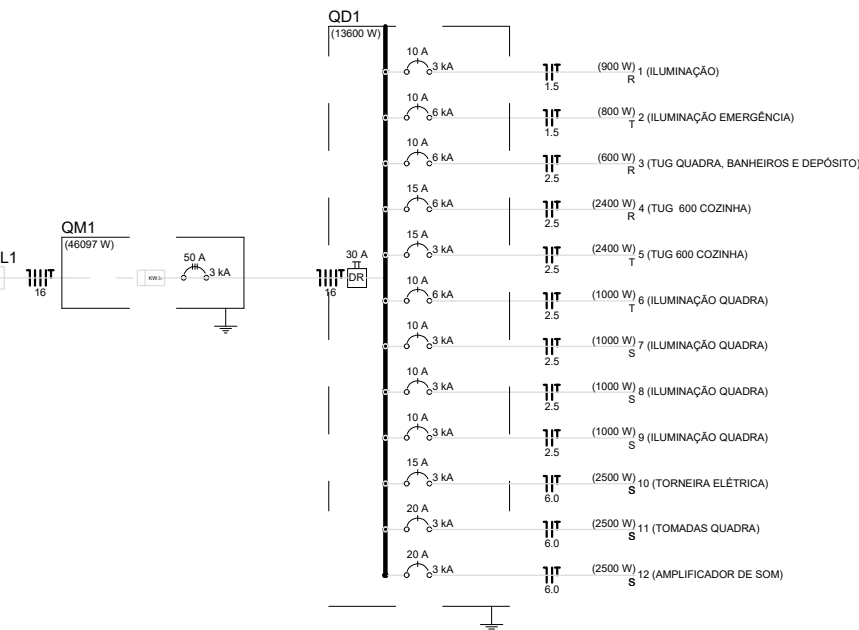 QD1
(13600 W)
10 A
3 kA
1.5
(900 W)
R
1 (ILUMINAÇÃO)
10 A
6 kA
1.5
(800 W)
T
2 (ILUMINAÇÃO EMERGÊNCIA)
10 A
6 kA
2.5
(600 W)
R
3 (TUG QUADRA, BANHEIROS E DEPÓSITO)
15 A
6 kA
2.5
(2400 W)
R
4 (TUG 600 COZINHA)
15 A
3 kA
2.5
(2400 W)
T
5 (TUG 600 COZINHA)
L1
16
QM1
(46097 W)
50 A
3 kA
16
30 A
DR
10 A
6 kA
2.5
(1000 W)
T
6 (ILUMINAÇÃO QUADRA)
10 A
3 kA
2.5
(1000 W)
S
7 (ILUMINAÇÃO QUADRA)
10 A
3 kA
2.5
(1000 W)
S
8 (ILUMINAÇÃO QUADRA)
10 A
3 kA
2.5
(1000 W)
S
9 (ILUMINAÇÃO QUADRA)
15 A
3 kA
6.0
(2500 W)
S
10 (TORNEIRA ELÉTRICA)
20 A
3 kA
6.0
(2500 W)
S
11 (TOMADAS QUADRA)
20 A
3 kA
6.0
(2500 W)
S
12 (AMPLIFICADOR DE SOM)